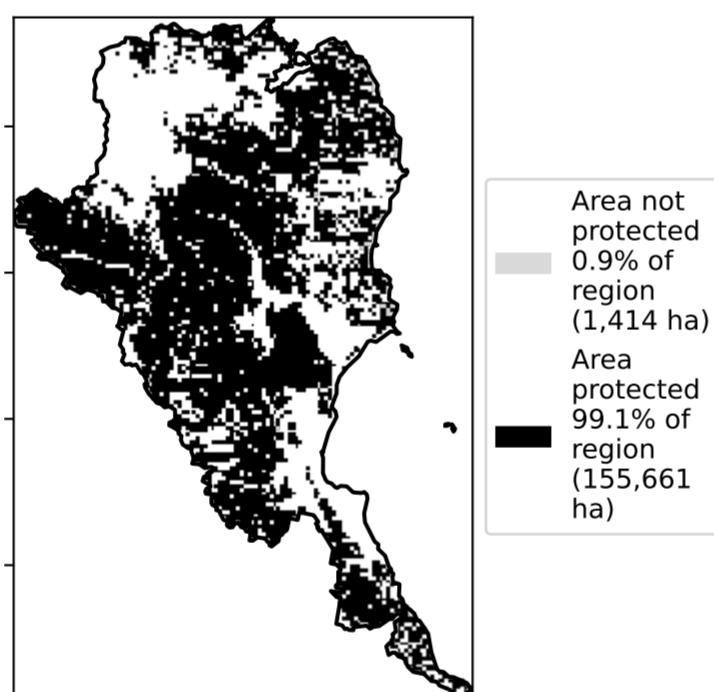 Area not
protected
0.9% of
region
(1,414 ha)
Area
protected
99.1% of
region
(155,661
ha)